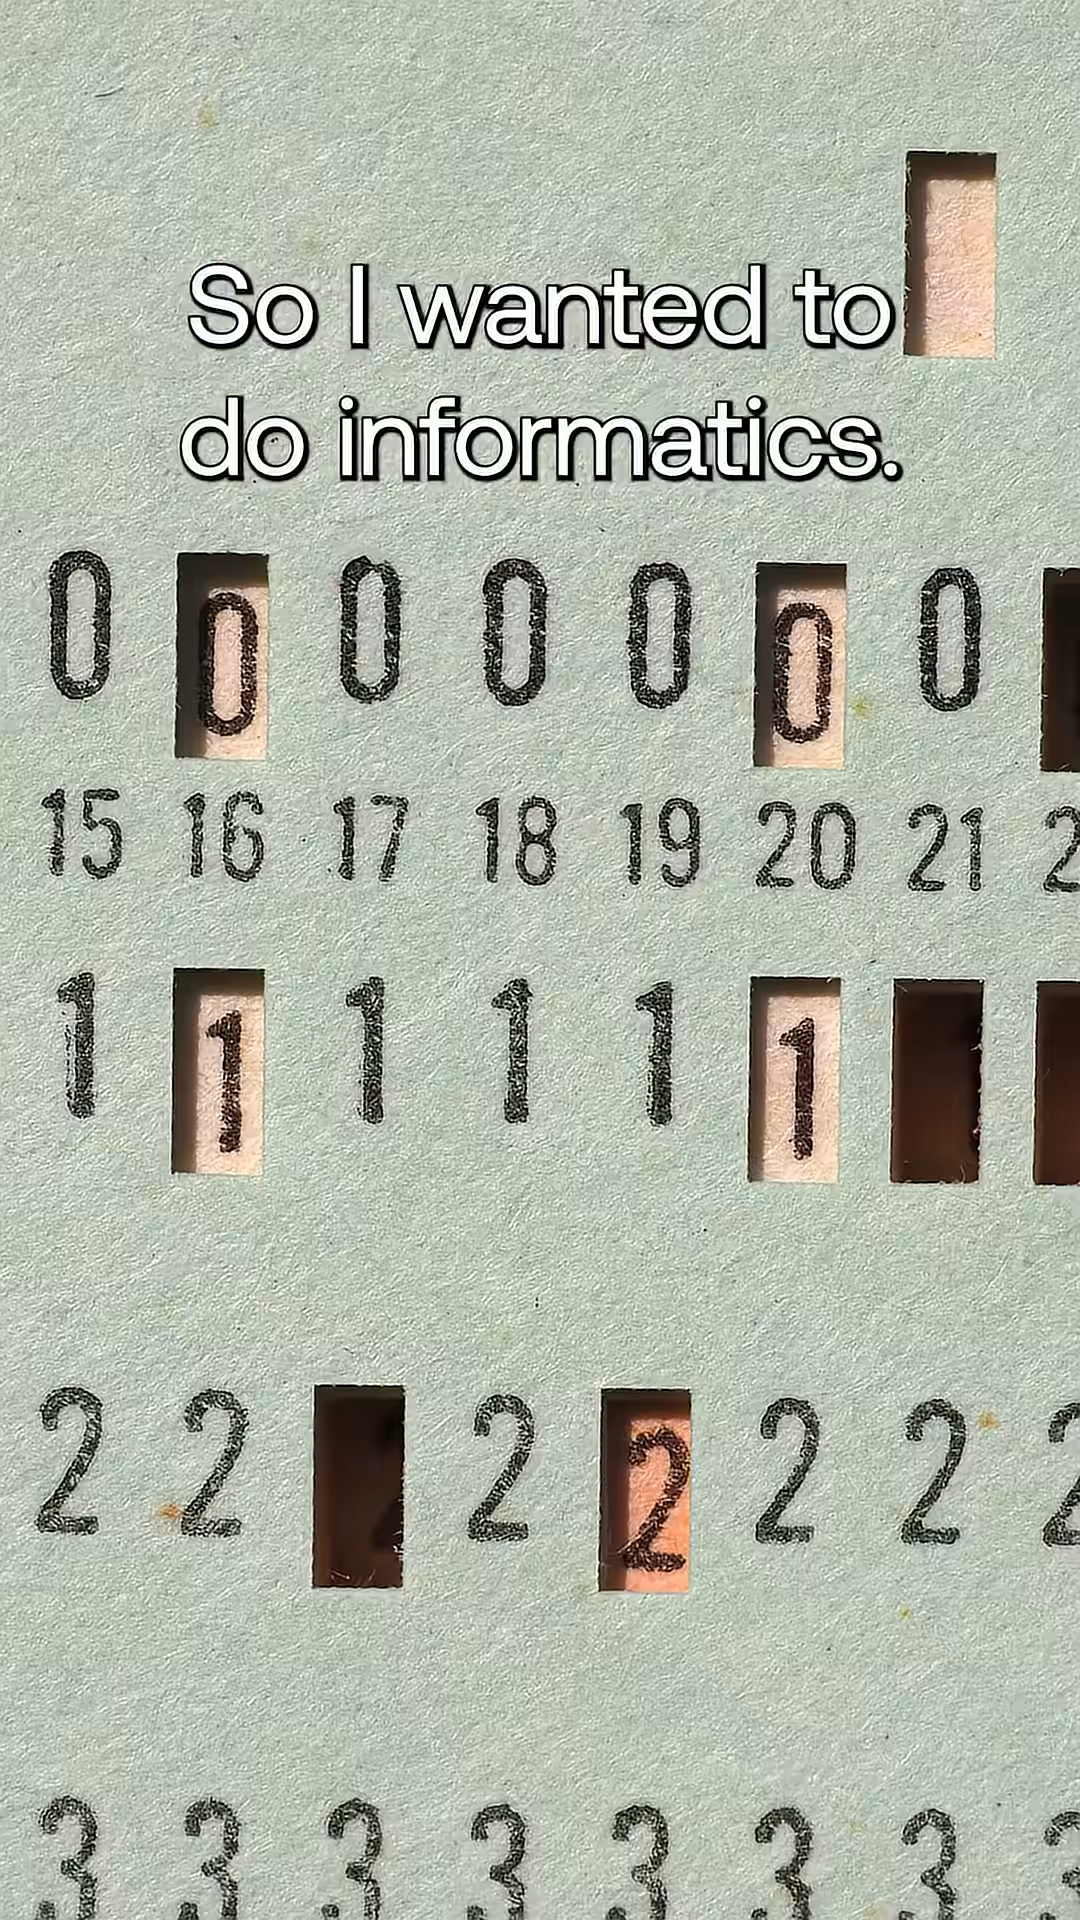 So I wanted to
do informatics.
0 0 0 0 0 0 0
15 16 17 18 19 20 21 2
1 1 1 1 1 1
2 2 2 2 2 2 2
3 3 3 3 3 3 3 3